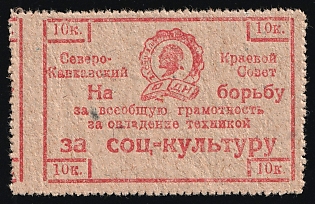 10к. 10к.
Северо- Краевой
Кавказский Совет
На борьбу
за всеобщую грамотность
за овладение техникой
за соц-культуру
10к. 10к.